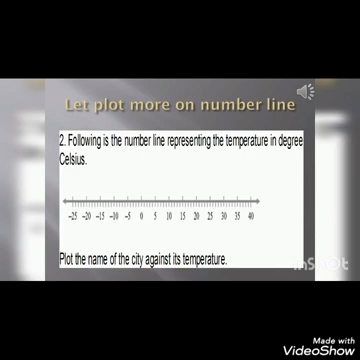 Let plot more on number line
2. Following is the number line representing the temperature in degree
Celsius.
-25 -20 -15 -10 -5 0 5 10 15 20 25 30 35 40
Plot the name of the city against its temperature.
INSHOT
Made with
VideoShow